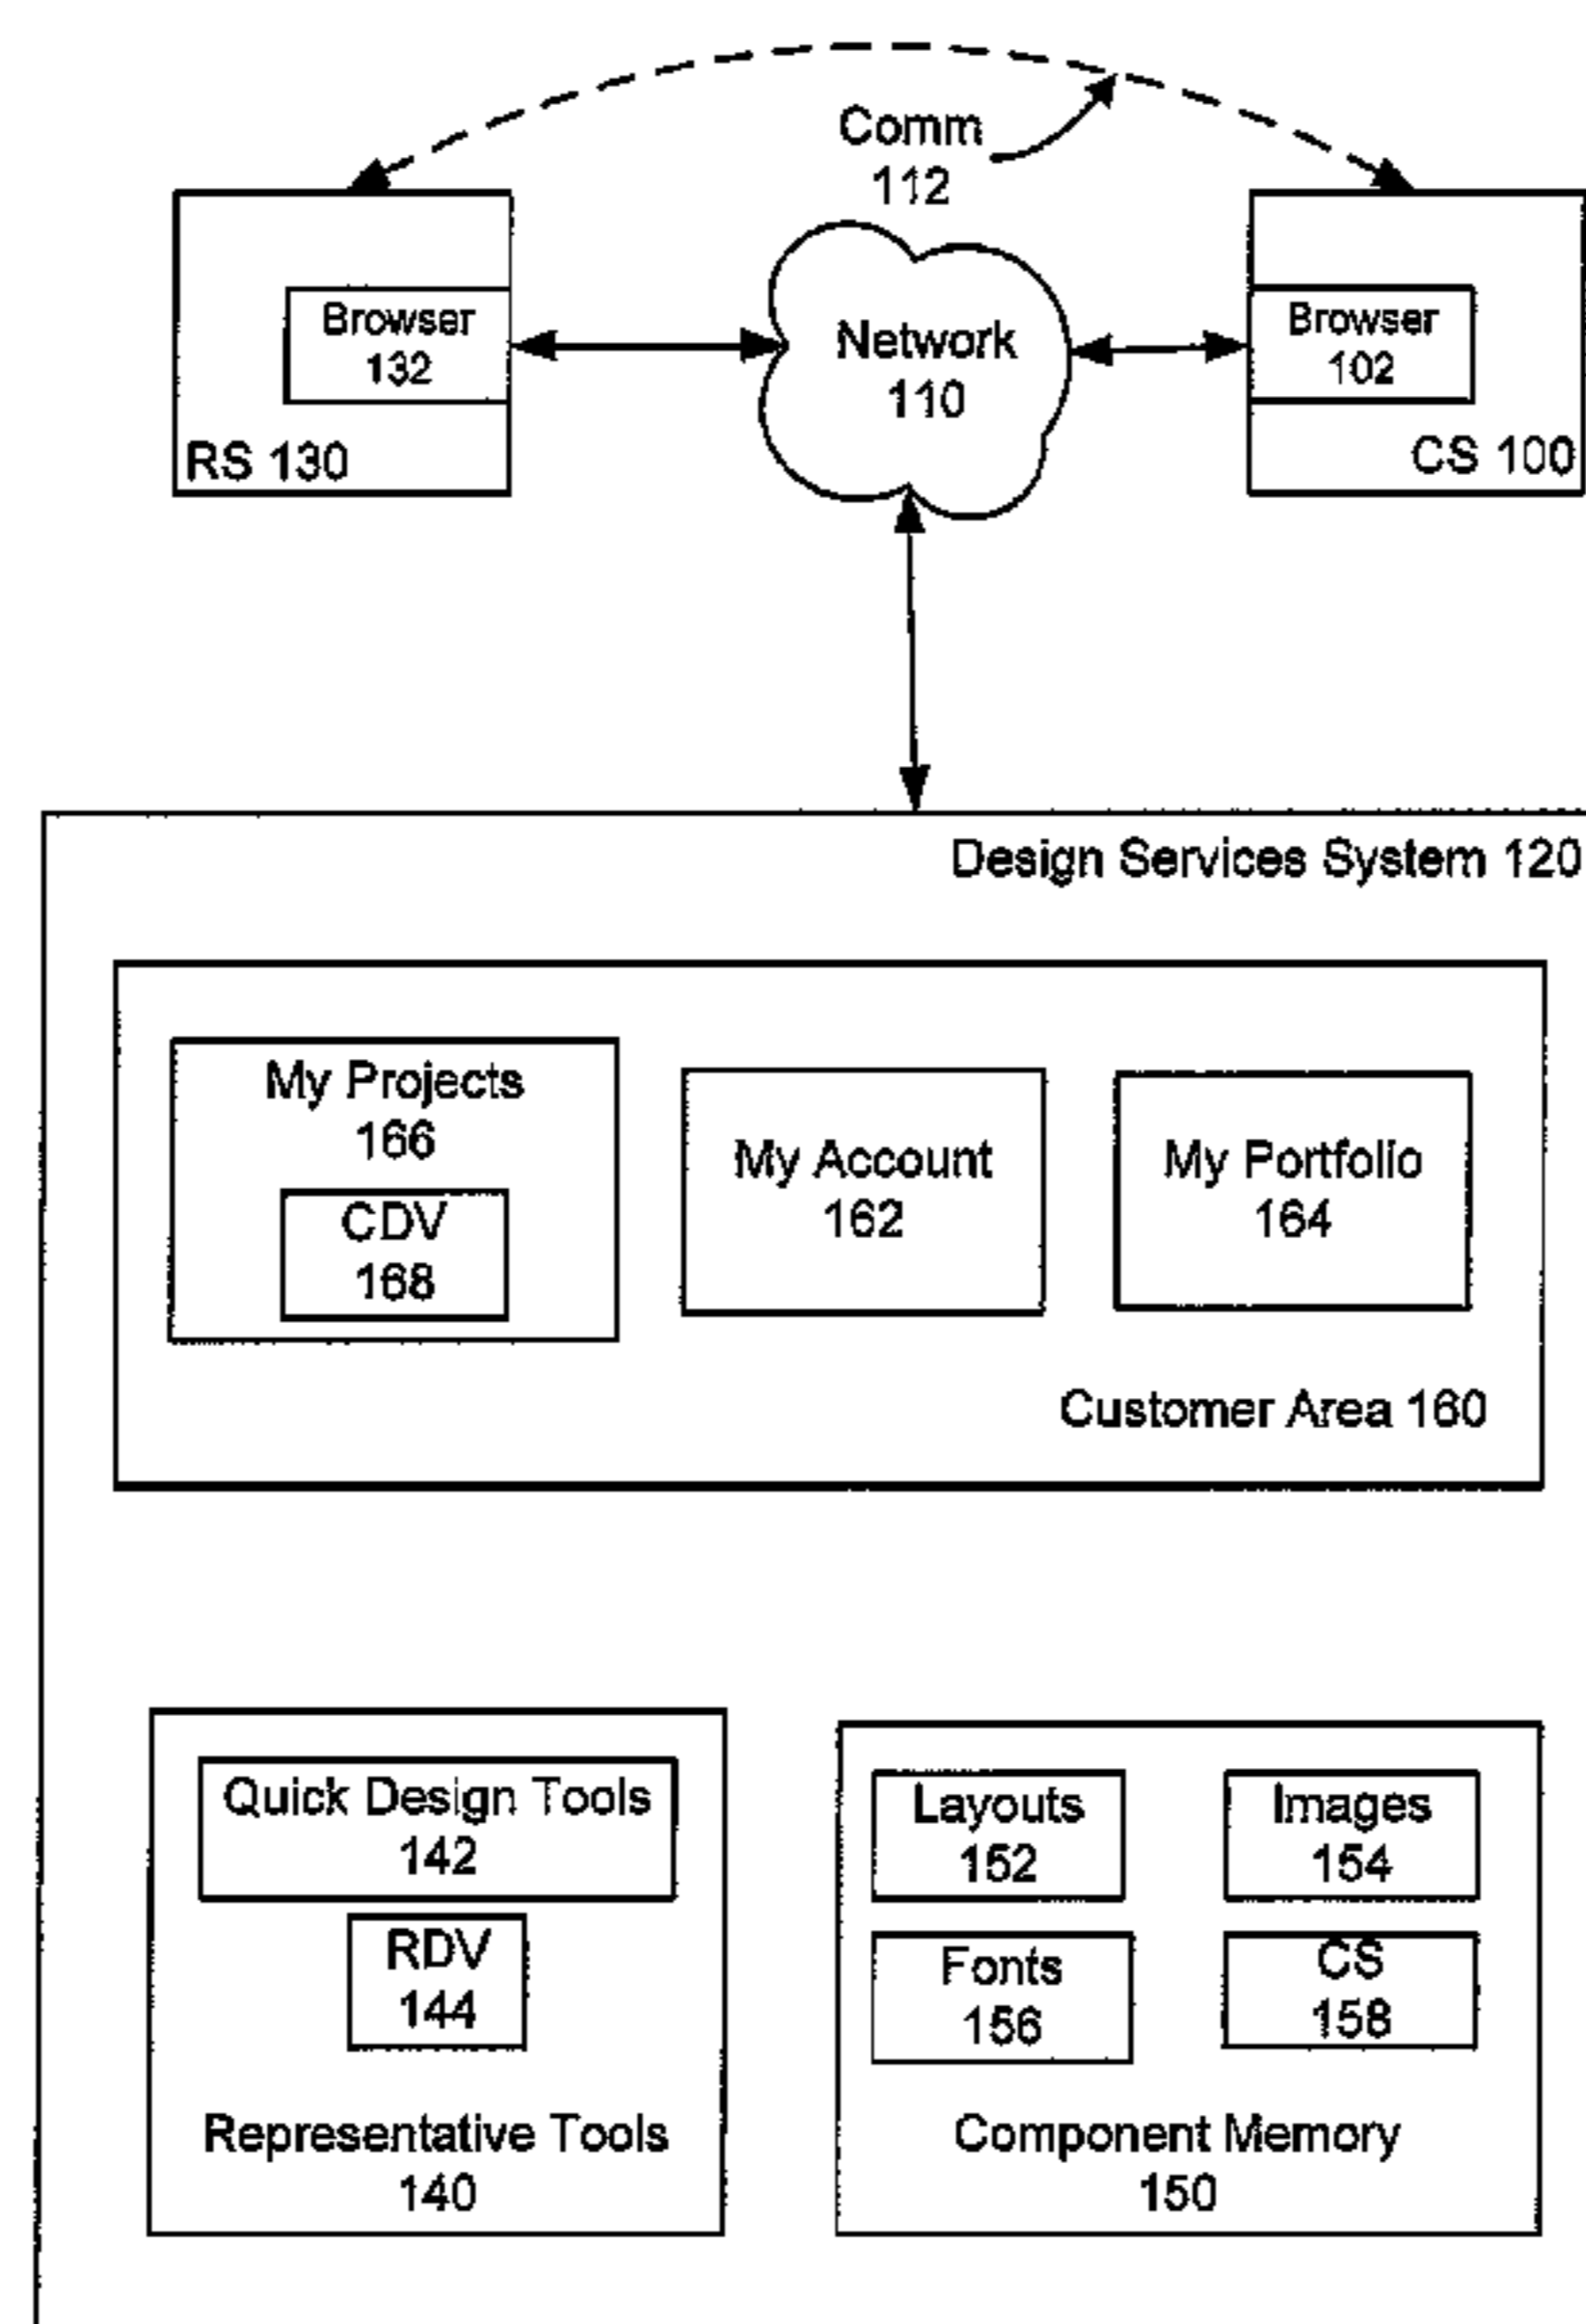 Comm
112
Browser
132
RS 130
Network
110
Browser
102
CS 100
Design Services System 120
My Projects
166
CDV
168
My Account
162
My Portfolio
164
Customer Area 160
Quick Design Tools
142
RDV
144
Representative Tools
140
Layouts
152
Images
154
Fonts
156
CS
158
Component Memory
150